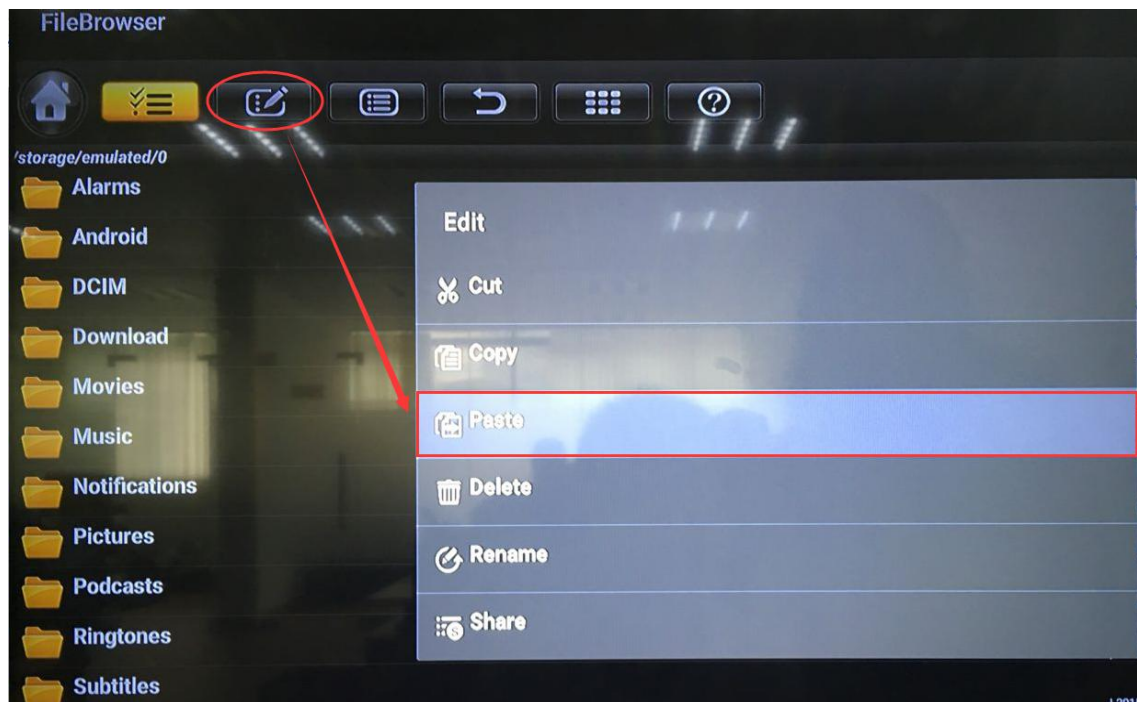 FileBrowser
/storage/emulated/0
Alarms
Android
DCIM
Download
Movies
Music
Notifications
Pictures
Podcasts
Ringtones
Subtitles
Edit
Cut
Copy
Paste
Delete
Rename
Share